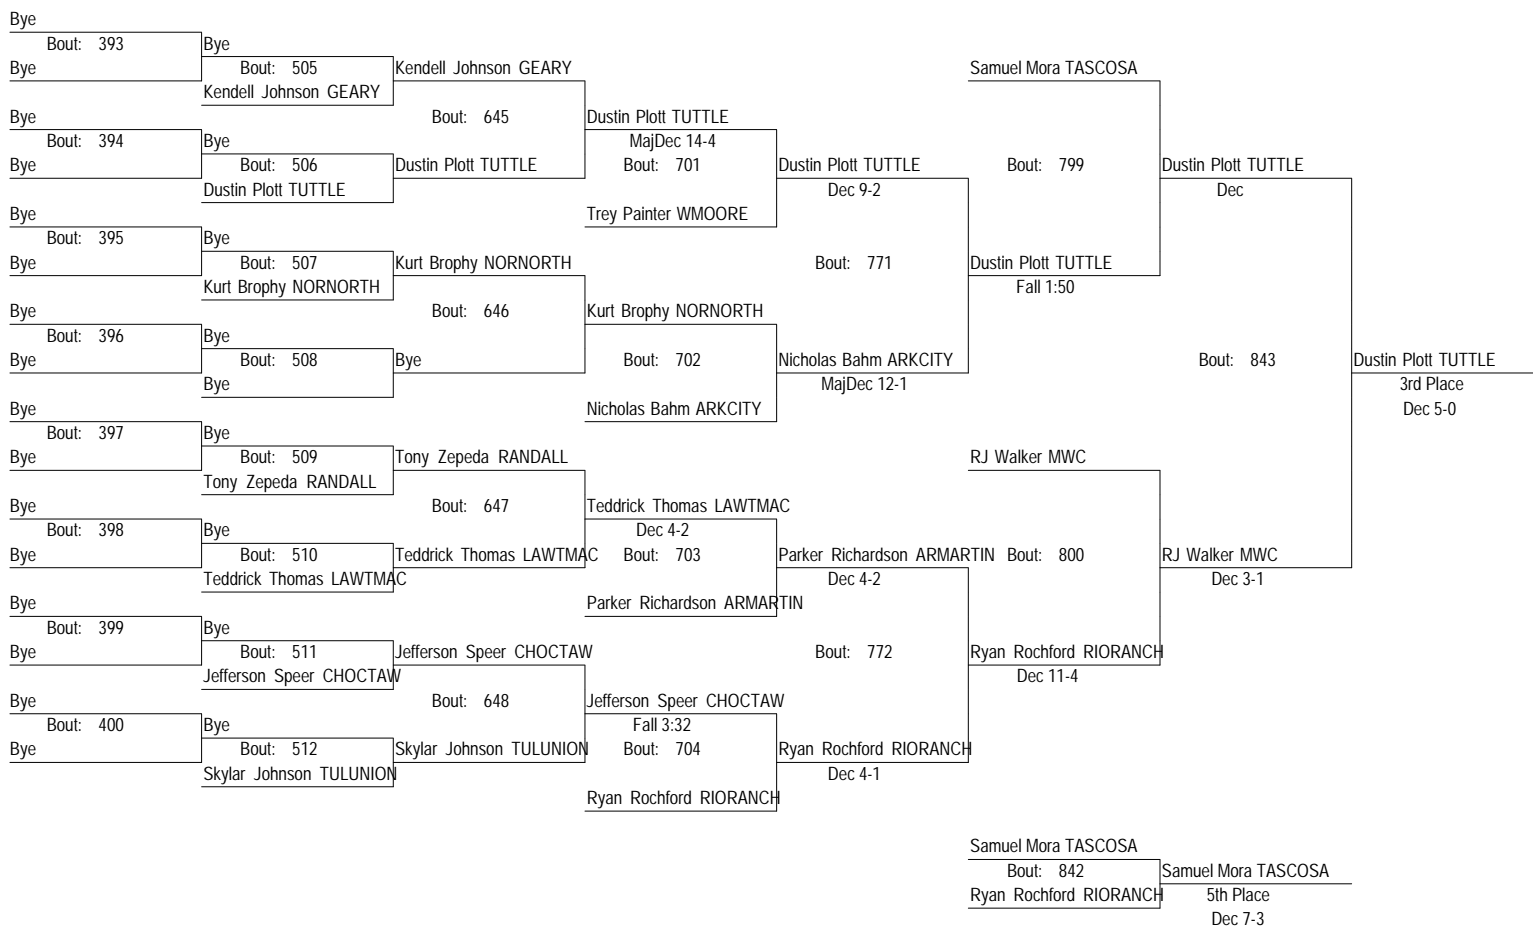 Bye
Bout: 393
Bye
Bye
Bout: 505
Kendell Johnson GEARY
Kendell Johnson GEARY
Bye
Bout: 394
Bye
Bye
Bout: 506
Dustin Plott TUTTLE
Bout: 645
Dustin Plott TUTTLE
Dustin Plott TUTTLE
MajDec 14-4
Bout: 701
Trey Painter WMOORE
Dustin Plott TUTTLE
Dec 9-2
Bye
Bout: 395
Bye
Bye
Bout: 507
Kurt Brophy NORNORTH
Kurt Brophy NORNORTH
Bye
Bout: 396
Bye
Bye
Bout: 508
Bye
Bout: 646
Bye
Kurt Brophy NORNORTH
Bout: 702
Nicholas Bahm ARKCITY
Nicholas Bahm ARKCITY
MajDec 12-1
Bout: 771
Samuel Mora TASCOSA
Bout: 799
Dustin Plott TUTTLE
Fall 1:50
Dustin Plott TUTTLE
Dec
Bye
Bout: 397
Bye
Bye
Bout: 509
Tony Zepeda RANDALL
Tony Zepeda RANDALL
Bye
Bout: 398
Bye
Bye
Bout: 510
Teddrick Thomas LAWTMAC
Bout: 647
Teddrick Thomas LAWTMAC
Teddrick Thomas LAWTMAC
Dec 4-2
Bout: 703
Parker Richardson ARMARTIN
Parker Richardson ARMARTIN
Dec 4-2
Bye
Bout: 399
Bye
Bye
Bout: 511
Jefferson Speer CHOCTAW
Jefferson Speer CHOCTAW
Bye
Bout: 400
Bye
Bye
Bout: 512
Skylar Johnson TULUNION
Bout: 648
Skylar Johnson TULUNION
Jefferson Speer CHOCTAW
Fall 3:32
Bout: 704
Ryan Rochford RIORANCH
Ryan Rochford RIORANCH
Dec 4-1
Bout: 772
RJ Walker MWC
Bout: 800
Ryan Rochford RIORANCH
Dec 11-4
RJ Walker MWC
Dec 3-1
Bout: 843
Dustin Plott TUTTLE
3rd Place
Dec 5-0
Samuel Mora TASCOSA
Bout: 842
Ryan Rochford RIORANCH
Samuel Mora TASCOSA
5th Place
Dec 7-3